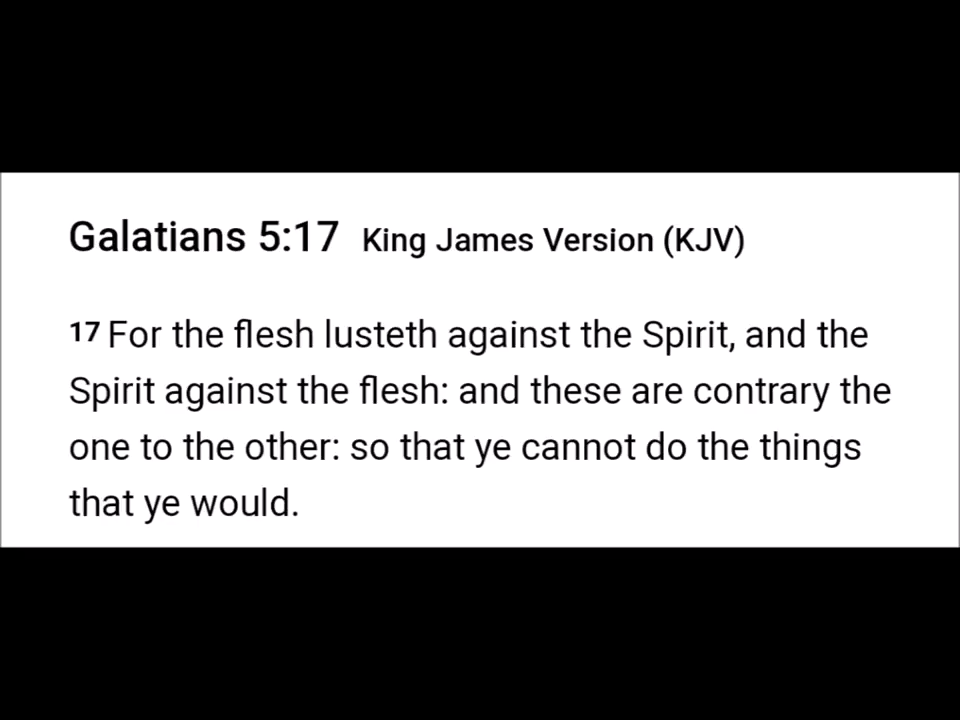 Galatians 5:17 King James Version (KJV)
17 For the flesh lusteth against the Spirit, and the
Spirit against the flesh: and these are contrary the
one to the other: so that ye cannot do the things
that ye would.